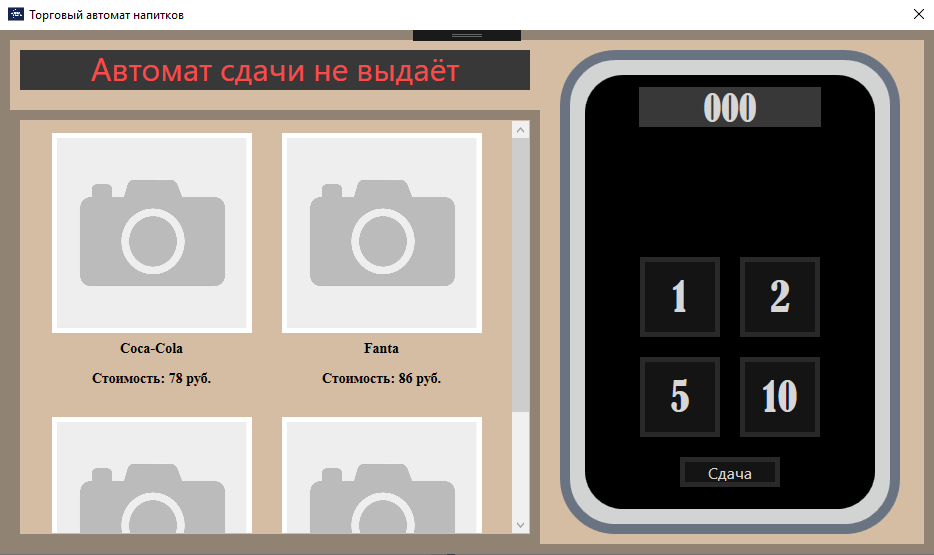 Торговый автомат напитков
Автомат сдачи не выдаёт
000
Coca-Cola
Стоимость: 78 руб.
Fanta
Стоимость: 86 руб.
1
2
5
10
Сдача